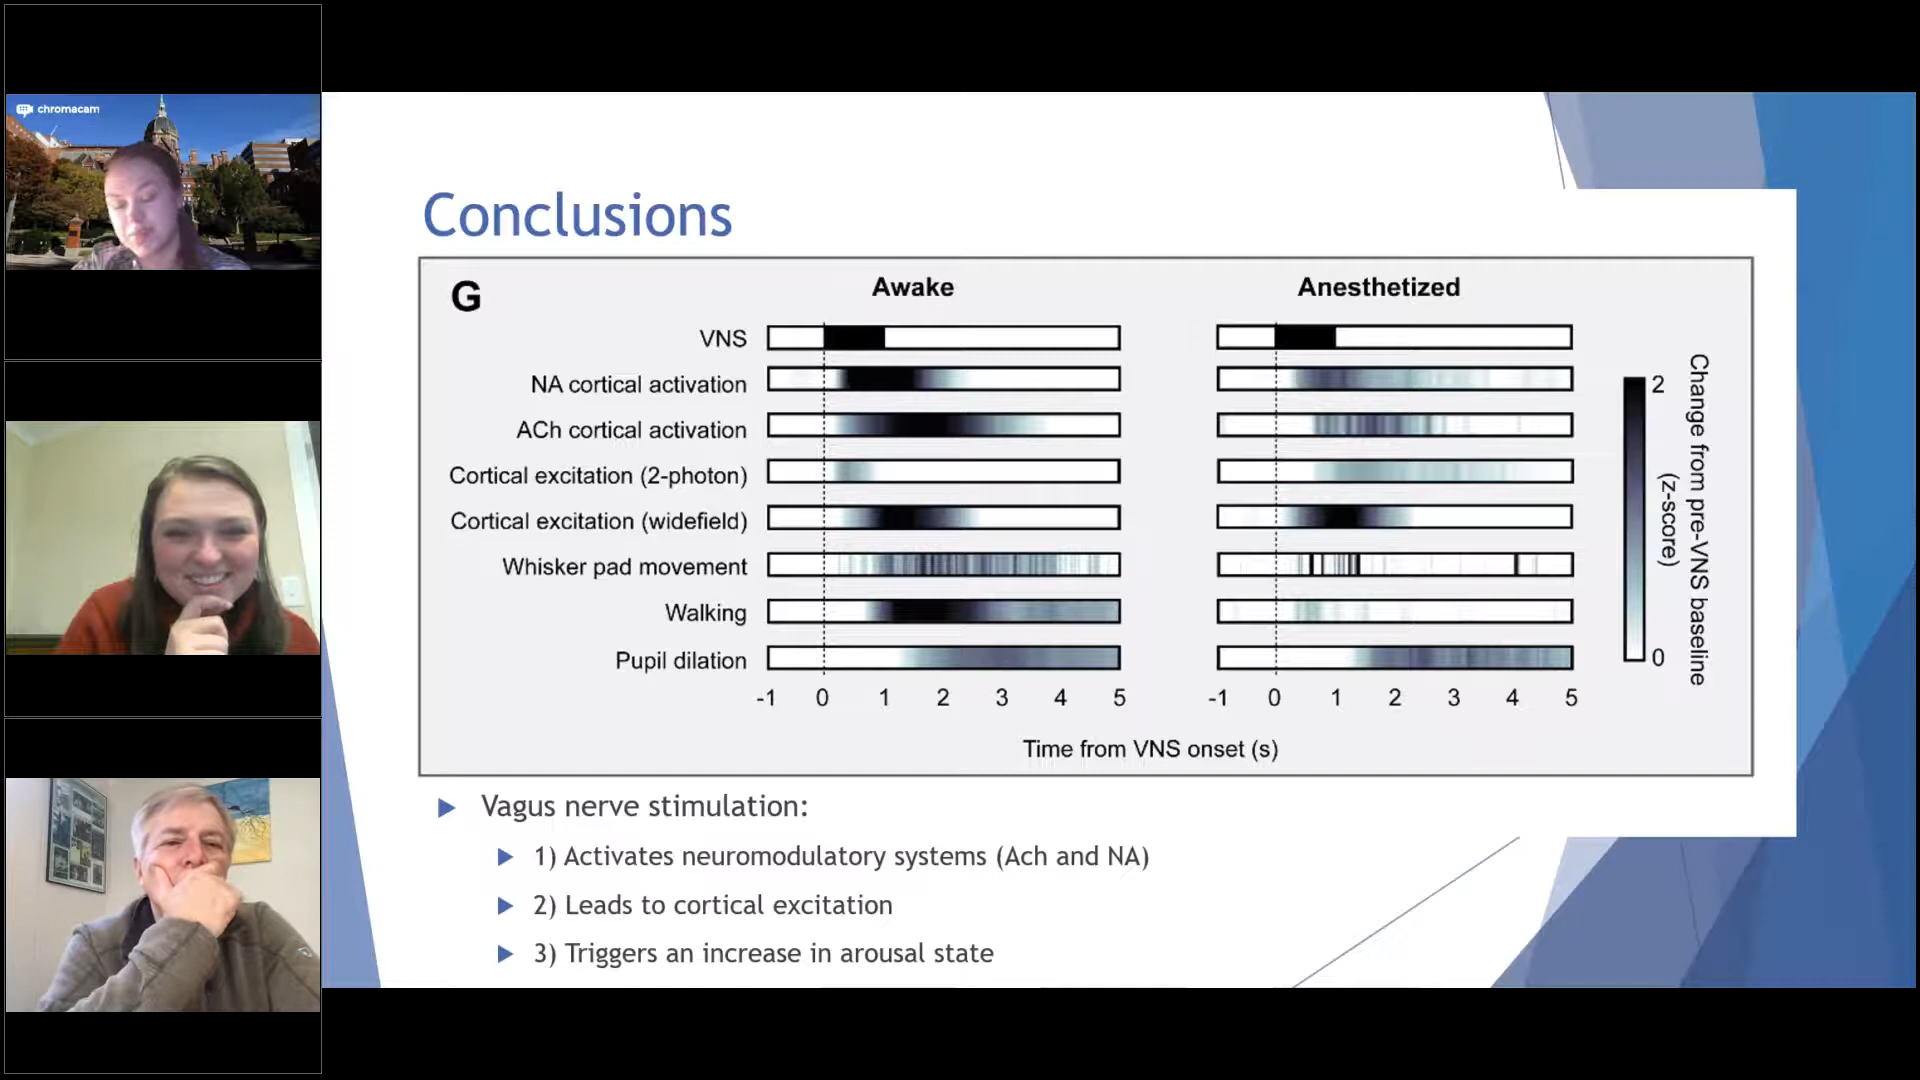 chromacam
Conclusions
G
Awake
Anesthetized
VNS
NA cortical activation
ACh cortical activation
Cortical excitation (2-photon)
Cortical excitation (widefield)
Whisker pad movement
Walking
Pupil dilation
-1 0 1 2 3 4 5
-1 0 1 2 3 4 5
Time from VNS onset (s)
2
0
Change from pre-VNS baseline
(z-score)
Vagus nerve stimulation:
1) Activates neuromodulatory systems (Ach and NA)
2) Leads to cortical excitation
3) Triggers an increase in arousal state